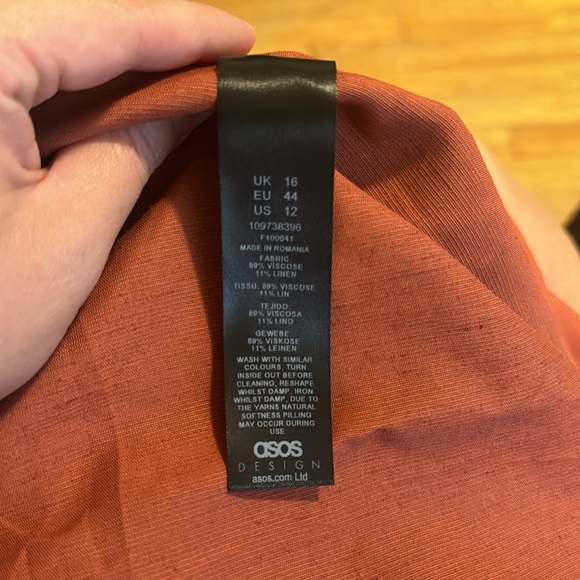 UK 16
EU 44
US 12
109738396
F100041
MADE IN ROMANIA
FABRIC:
89% VISCOSE
11% LINEN
TISSU, 89% VISCOSE
11% LIN
TEJIDO:
89% VISCOSA
11% LINO
GEWEBE
89% VISKOSE
11% LEINEN
WASH WITH SIMILAR
COLOURS, TURN
INSIDE OUT BEFORE
CLEANING, RESHAPE
WHILST DAMP, IRON
WHILST DAMP, DUE TO
THE YARNS NATURAL
SOFTNESS PILLING
MAY OCCUR DURING
USE
asos
DESIGN
asos.com Ltd